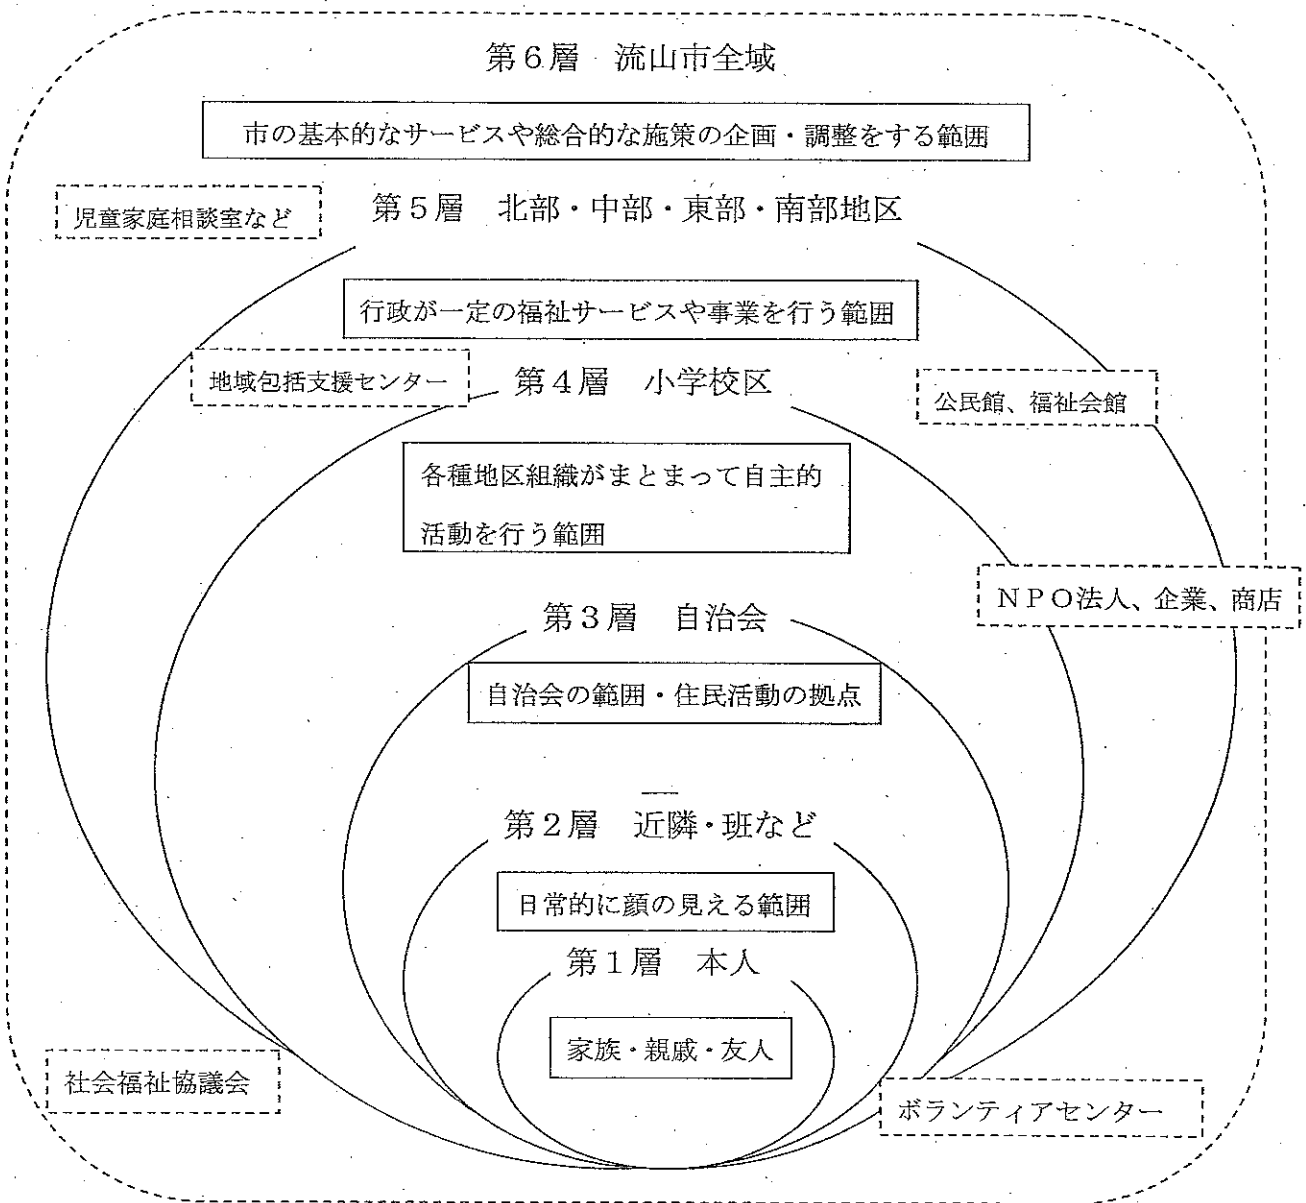 第６層　流山市全域
市の基本的なサービスや総合的な施策の企画・調整をする範囲
児童家庭相談室など
第５層　北部・中部・東部・南部地区
行政が一定の福祉サービスや事業を行う範囲
地域包括支援センター
第４層　小学校区
公民館、福祉会館
各種地区組織がまとまって自主的
活動を行う範囲
ＮＰＯ法人、企業、商店
第３層　自治会
自治会の範囲・住民活動の拠点
第２層　近隣・班など
日常的に顔の見える範囲
第１層　本人
家族・親戚・友人
社会福祉協議会
ボランティアセンター